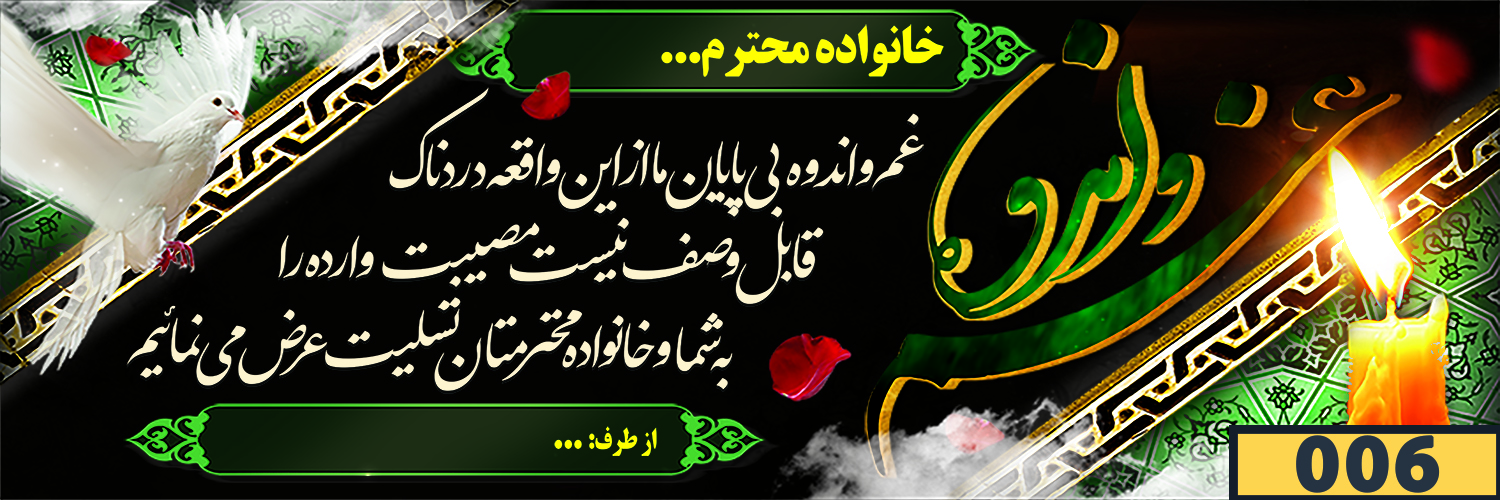 خانواده محترم...
غم و اندوه
غم و اندوه بی پایان ما از این واقعه دردناک
قابل وصف نیست مصیبت وارده را
به شما و خانواده محترمتان تسلیت عرض می نمائیم
از طرف: ...
006